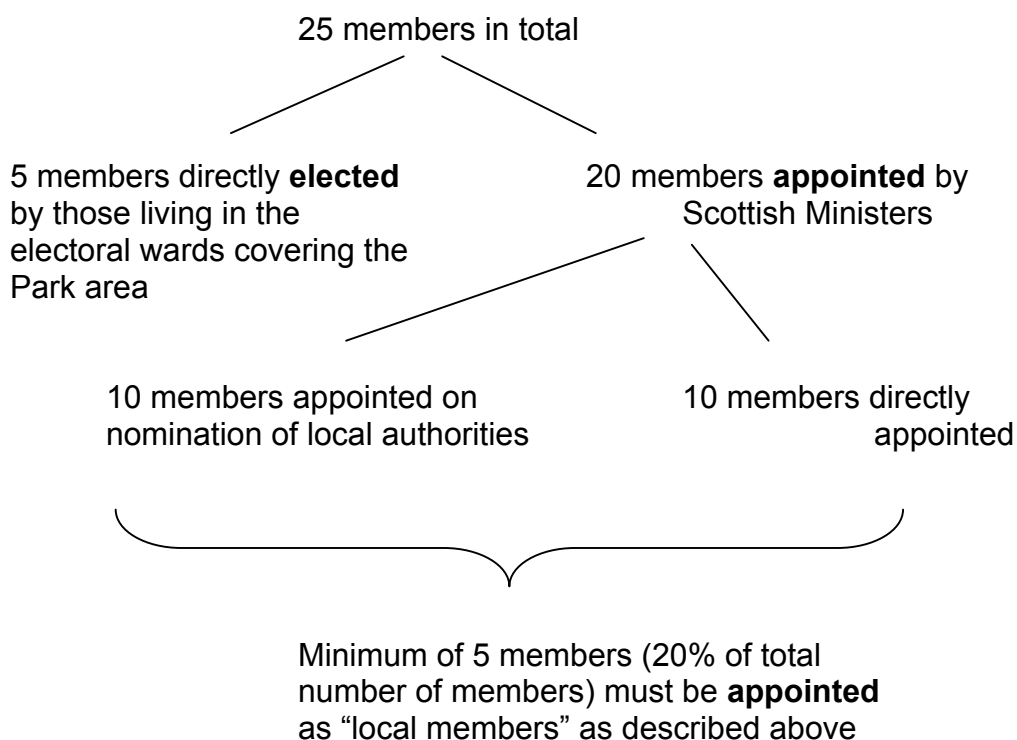 25 members in total
5 members directly elected
by those living in the
electoral wards covering the
Park area
20 members appointed by
Scottish Ministers
10 members appointed on
nomination of local authorities
10 members directly
appointed
Minimum of 5 members (20% of total
number of members) must be appointed
as “local members” as described above